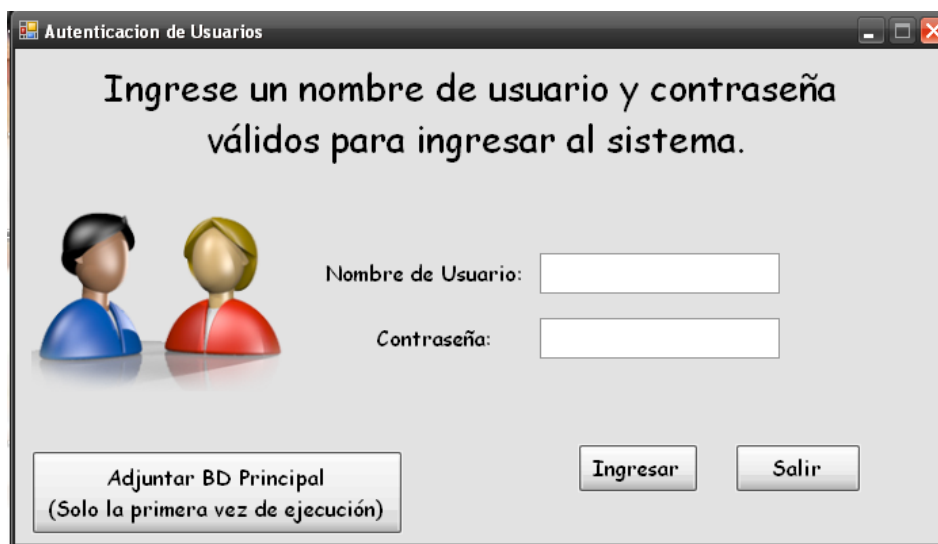 Autenticacion de Usuarios
Ingrese un nombre de usuario y contraseña
válidos para ingresar al sistema.
Nombre de Usuario:
Contraseña:
Ingresar
Salir
Adjuntar BD Principal
(Solo la primera vez de ejecución)